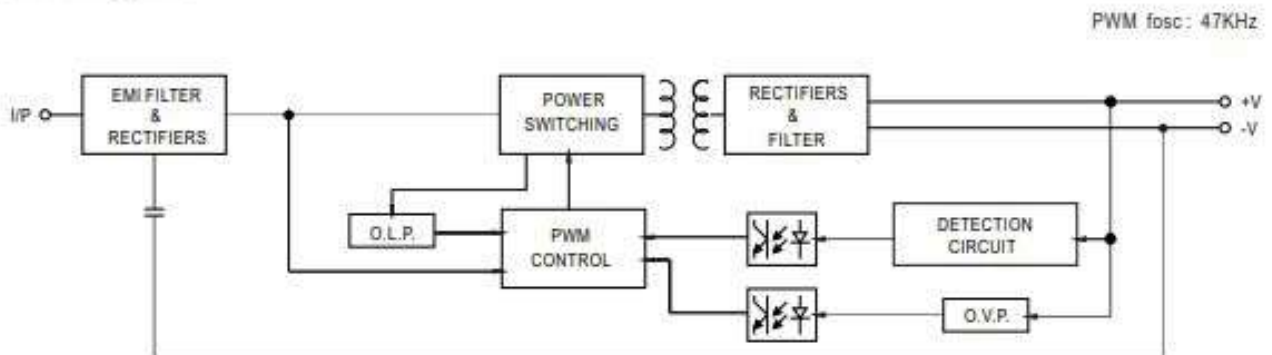 PWM fosc : 47KHz
EMI FILTER
&
RECTIFIERS
I/P
POWER
SWITCHING
RECTIFIERS
&
FILTER
+V
-V
O.L.P.
PWM
CONTROL
DETECTION
CIRCUIT
O.V.P.